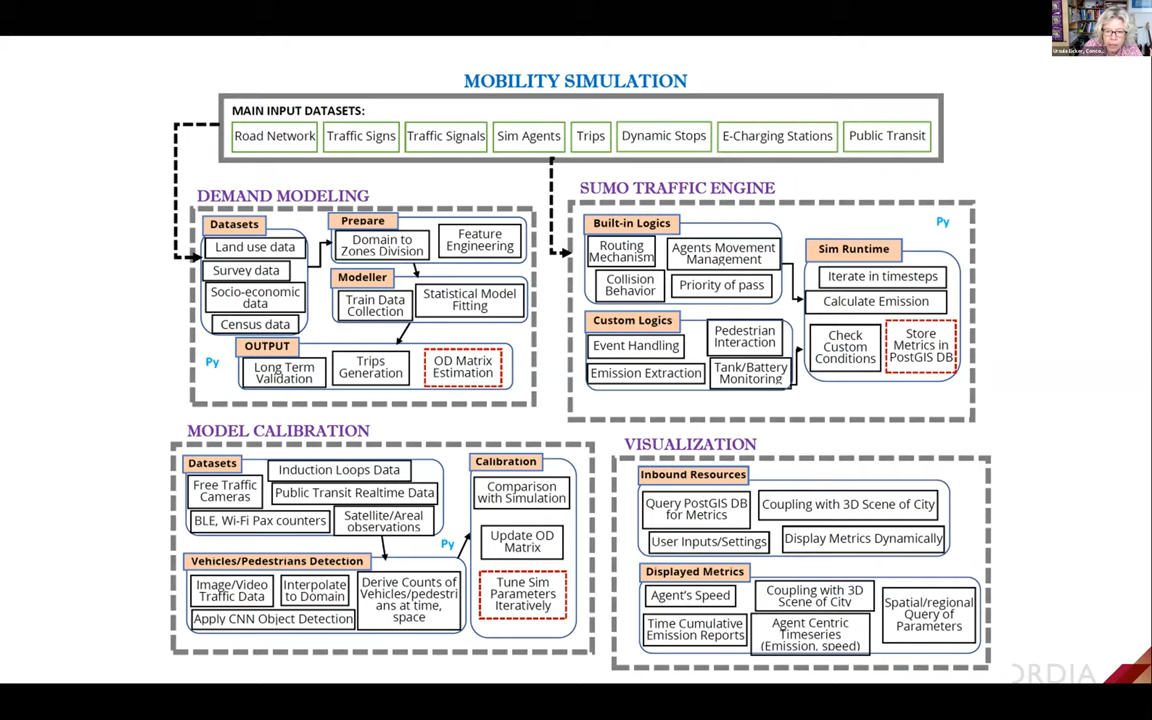 MOBILITY SIMULATION
MAIN INPUT DATASETS:
Road Network
Traffic Signs
Traffic Signals
Sim Agents
Trips
Dynamic Stops
E-Charging Stations
Public Transit
DEMAND MODELING
Datasets
Land use data
Survey data
Socio-economic
data
Census data
Prepare
Domain to
Zones Division
Feature
Engineering
Modeller
Train Data
Collection
Statistical Model
Fitting
OUTPUT
Py
Long Term
Validation
Trips
Generation
OD Matrix
Estimation
SUMO TRAFFIC ENGINE
Py
Built-in Logics
Routing
Mechanism
Agents Movement
Management
Collision
Behavior
Priority of pass
Custom Logics
Event Handling
Pedestrian
Interaction
Emission Extraction
Tank/Battery
Monitoring
Sim Runtime
Iterate in timesteps
Calculate Emission
Check
Custom
Conditions
Store
Metrics in
PostGIS DB
MODEL CALIBRATION
Datasets
Induction Loops Data
Free Traffic
Cameras
Public Transit Realtime Data
BLE, Wi-Fi Pax counters
Satellite/Areal
observations
Py
Vehicles/Pedestrians Detection
Image/Video
Traffic Data
Interpolate
to Domain
Apply CNN Object Detection
Derive Counts of
Vehicles/pedestri
ans at time,
space
Calibration
Comparison
with Simulation
Update OD
Matrix
Tune Sim
Parameters
Iteratively
VISUALIZATION
Inbound Resources
Query PostGIS DB
for Metrics
Coupling with 3D Scene of City
User Inputs/Settings
Display Metrics Dynamically
Displayed Metrics
Agent's Speed
Coupling with 3D
Scene of City
Time Cumulative
Emission Reports
Agent Centric
Timeseries
(Emission, speed)
Spatial/regional
Query of
Parameters
ORDIA